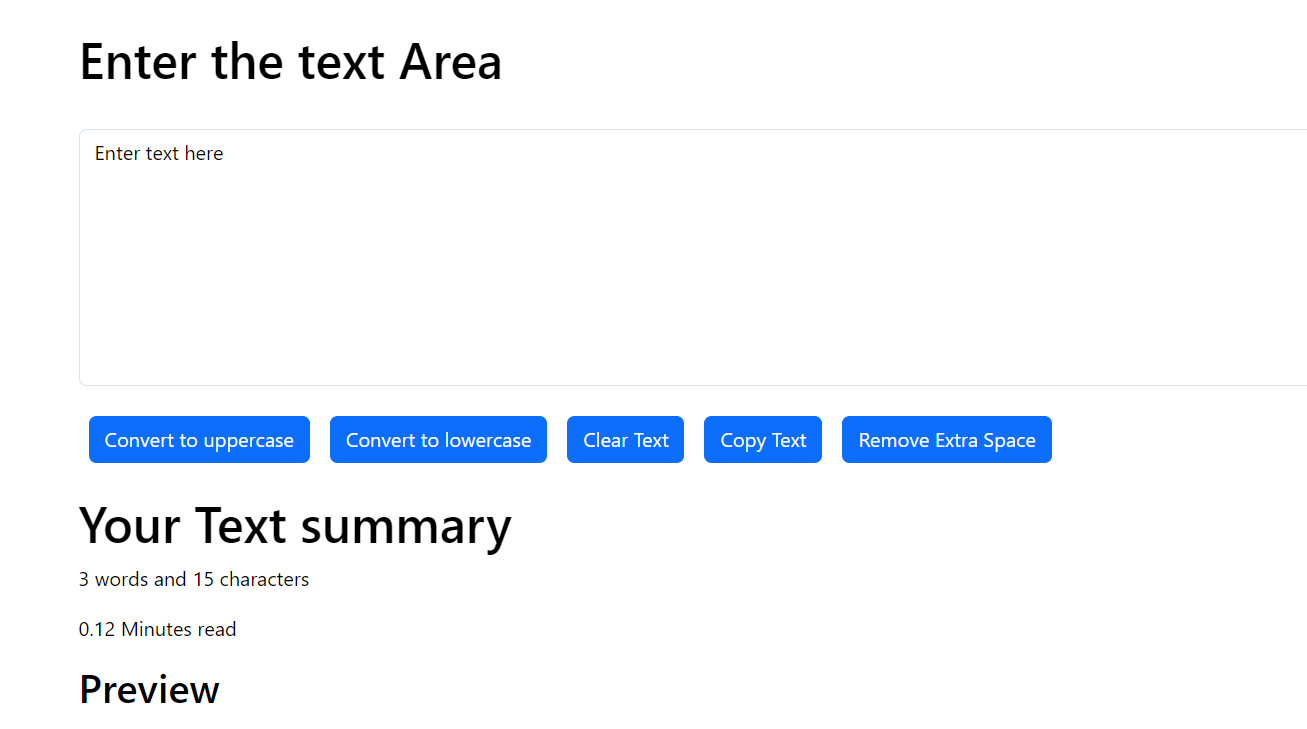 Enter the text Area
Enter text here
Convert to uppercase Convert to lowercase Clear Text Copy Text Remove Extra Space
Your Text summary
3 words and 15 characters
0.12 Minutes read
Preview